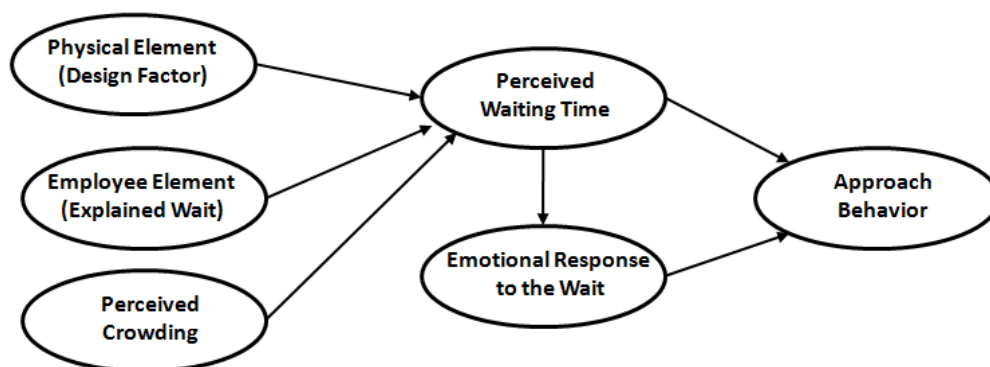 Physical Element
(Design Factor)
Employee Element
(Explained Wait)
Perceived
Crowding
Perceived
Waiting Time
Emotional Response
to the Wait
Approach
Behavior